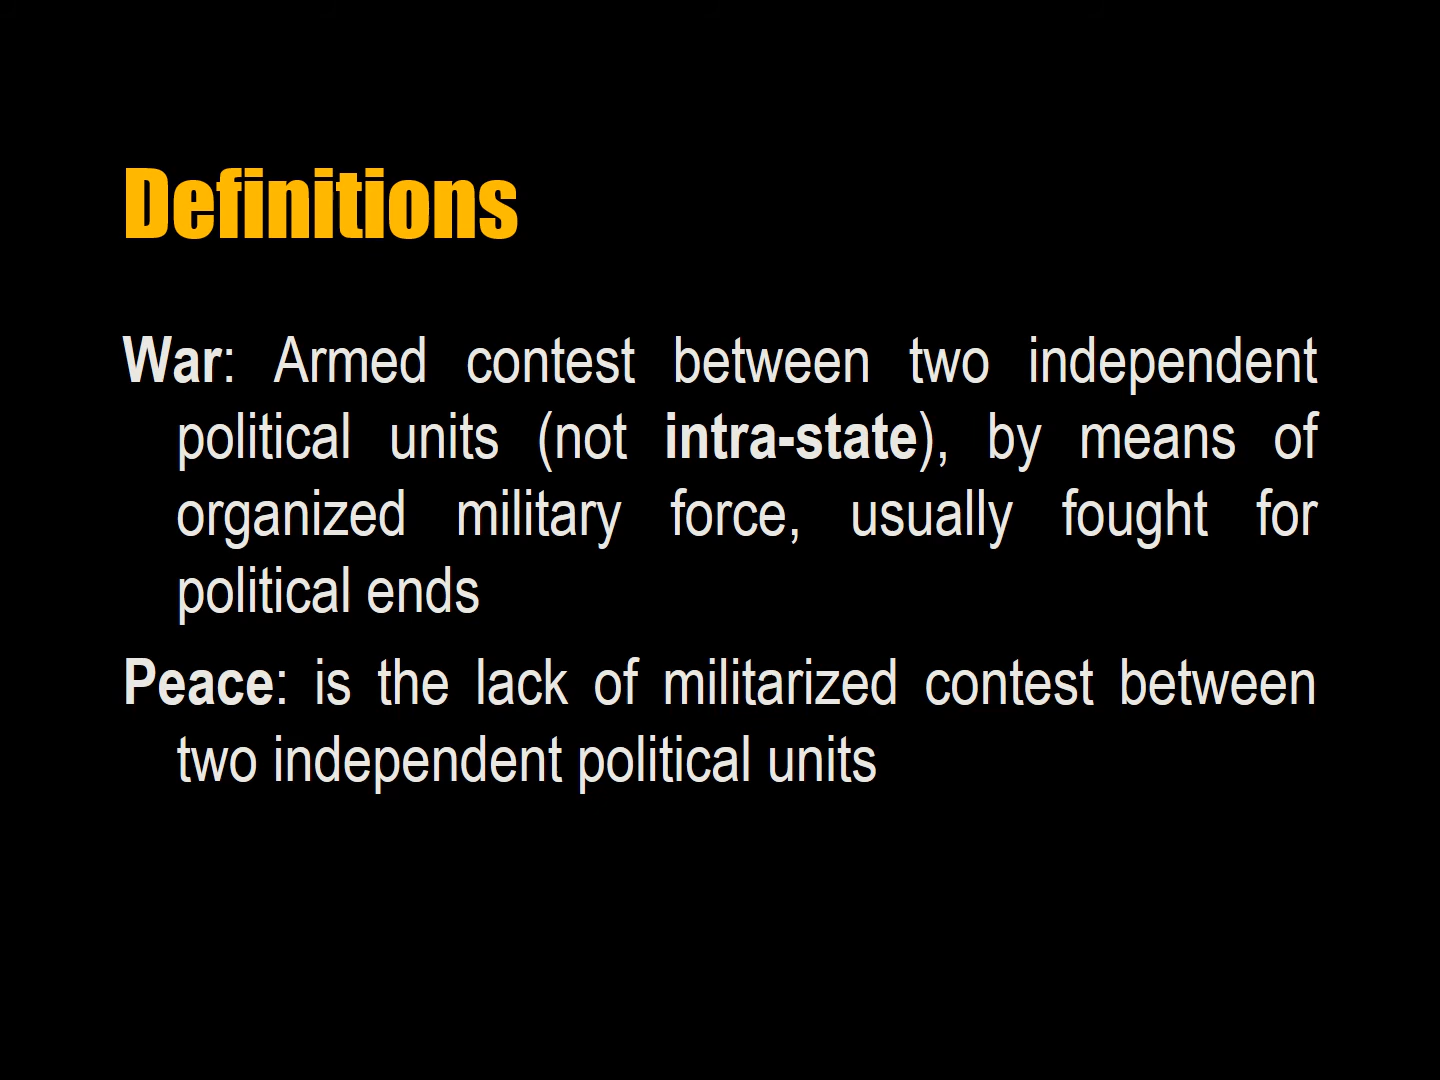 Definitions
War: Armed contest between two independent
political units (not intra-state), by means of
organized military force, usually fought for
political ends
Peace: is the lack of militarized contest between
two independent political units